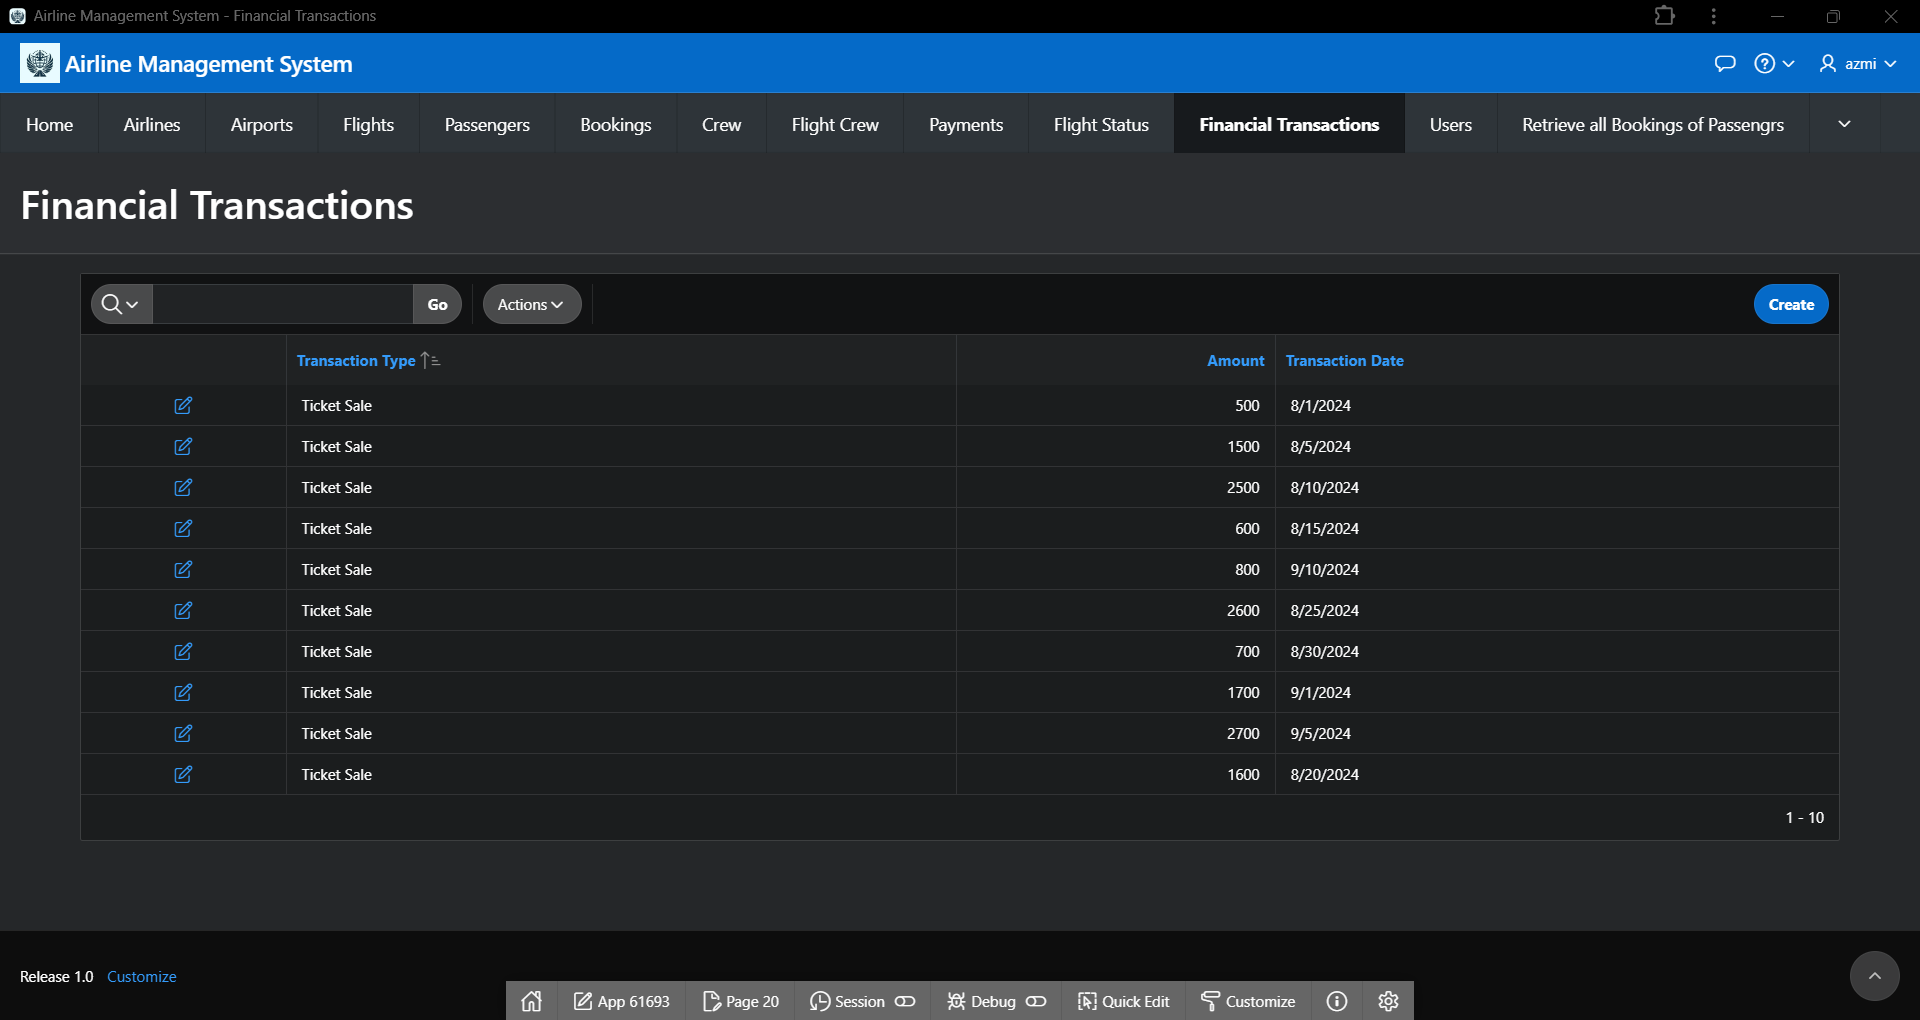 Airline Management System - Financial Transactions
Airline Management System
azmi
Home Airlines Airports Flights Passengers Bookings Crew Flight Crew Payments Flight Status Financial Transactions Users Retrieve all Bookings of Passengrs
Financial Transactions
Go Actions Create
Transaction Type Amount Transaction Date
Ticket Sale 500 8/1/2024
Ticket Sale 1500 8/5/2024
Ticket Sale 2500 8/10/2024
Ticket Sale 600 8/15/2024
Ticket Sale 800 9/10/2024
Ticket Sale 2600 8/25/2024
Ticket Sale 700 8/30/2024
Ticket Sale 1700 9/1/2024
Ticket Sale 2700 9/5/2024
Ticket Sale 1600 8/20/2024
1 - 10
Release 1.0 Customize
App 61693 Page 20 Session Debug Quick Edit Customize